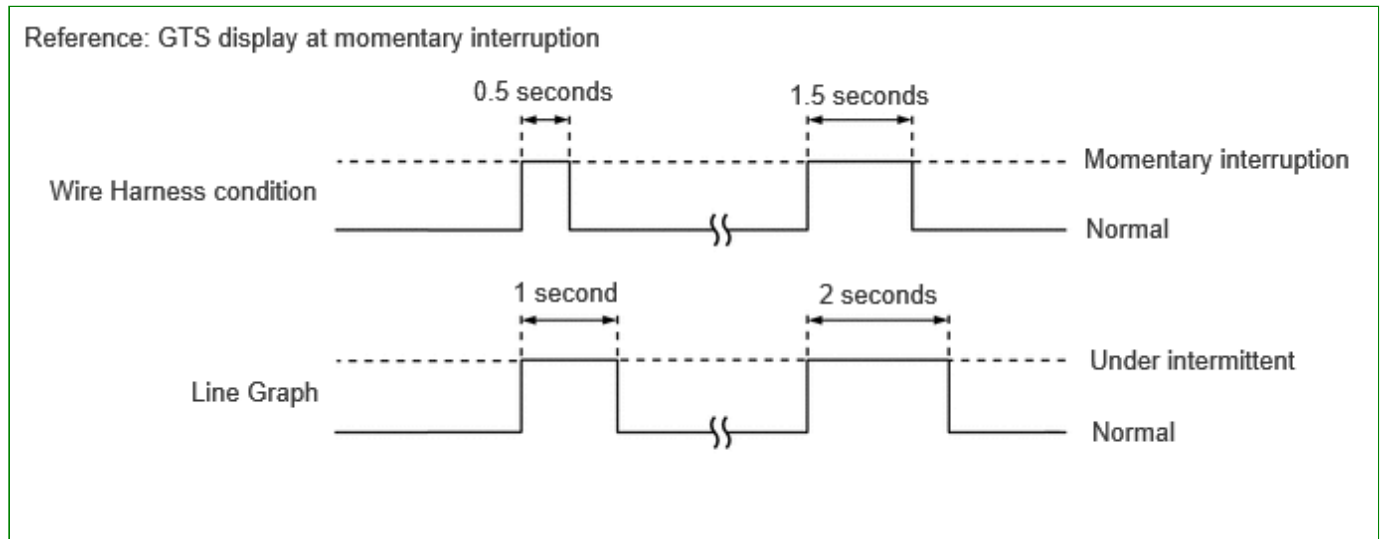 Reference: GTS display at momentary interruption
0.5 seconds
1.5 seconds
Momentary interruption
Wire Harness condition
Normal
1 second
2 seconds
Under intermittent
Line Graph
Normal